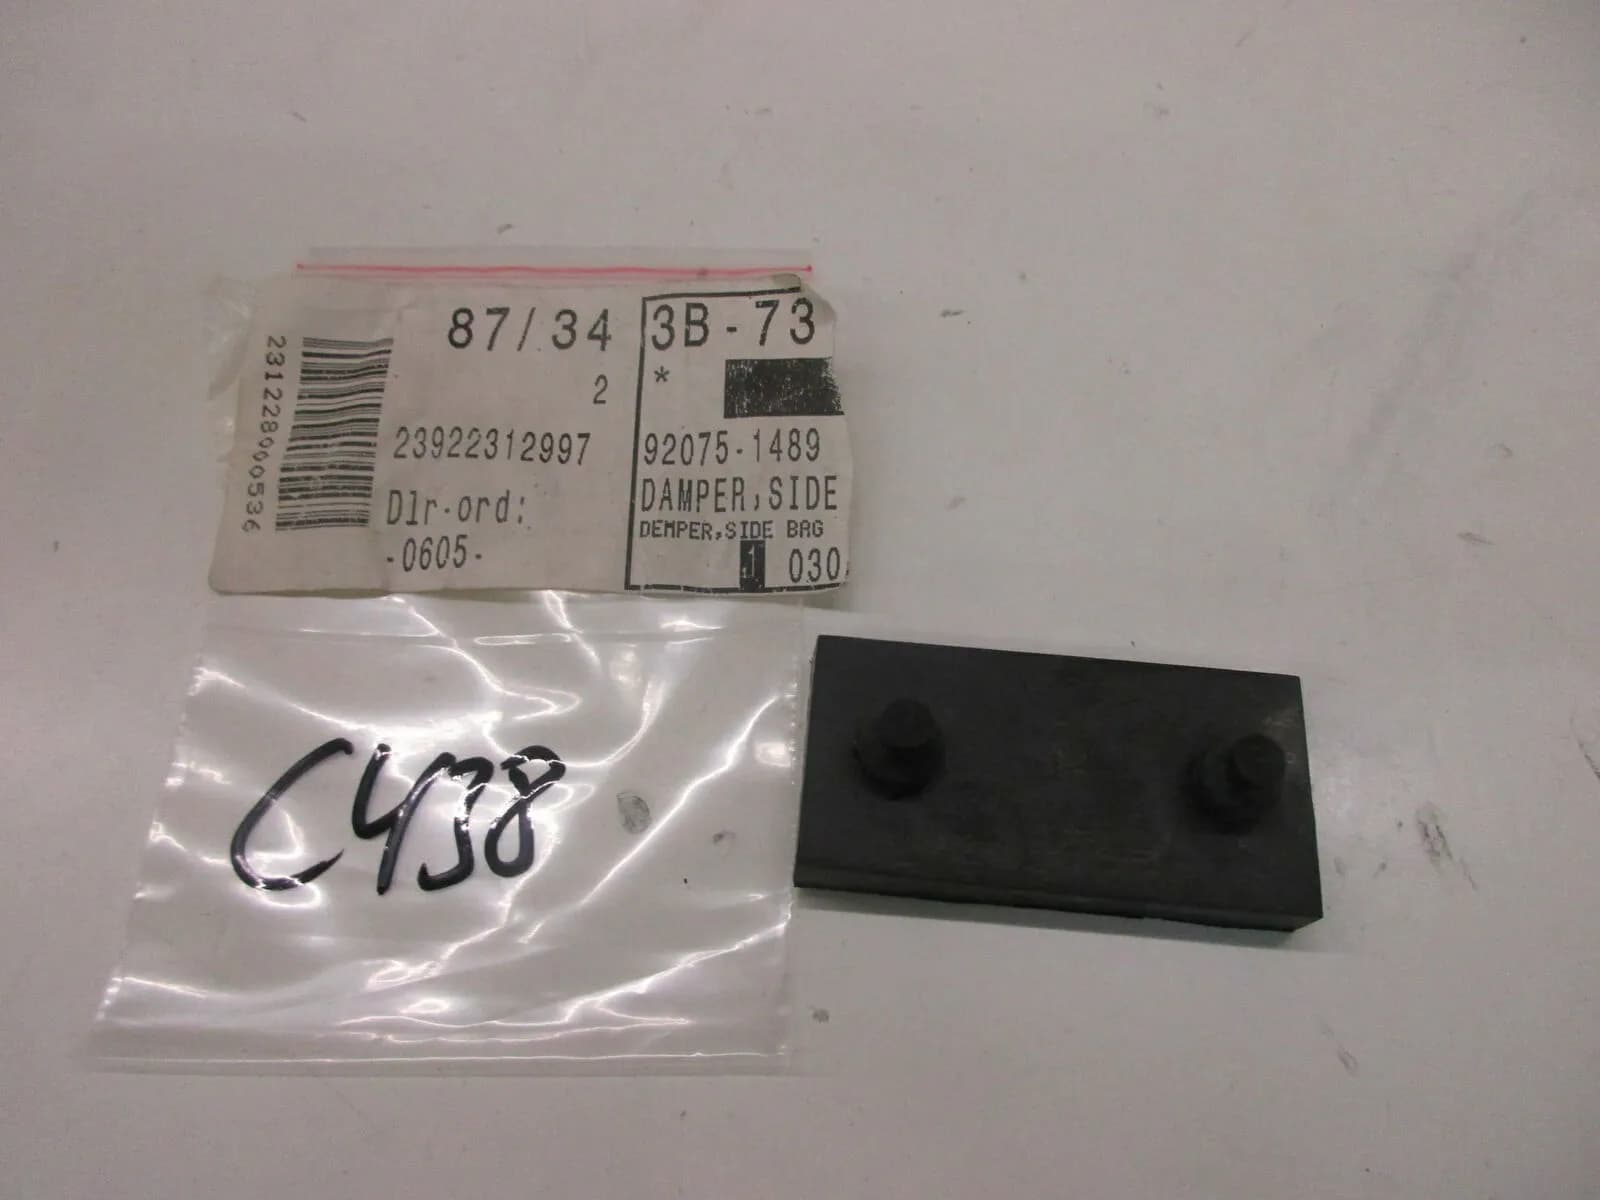 231228000536
87/34
2
23922312997
Dlr-ord:
-0605-
3B-73
*
92075-1489
DAMPER,SIDE
DEMPER,SIDE BAG
1 030
C438